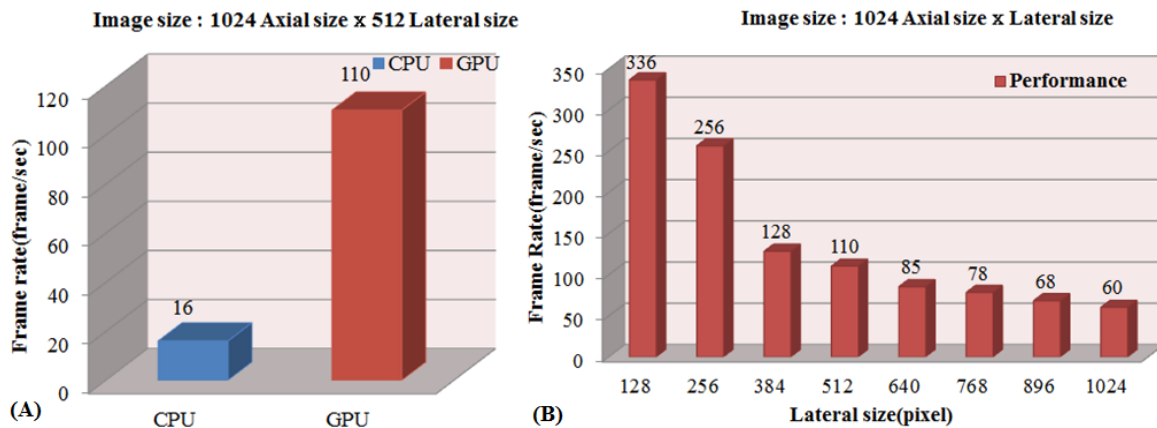 Image size : 1024 Axial size x 512 Lateral size
CPU GPU
Frame rate(frame/sec)
120
100
80
60
40
20
0
110
16
CPU GPU
(A)
Image size : 1024 Axial size x Lateral size
Performance
Frame Rate(frame/sec)
350
300
250
200
150
100
50
0
336
256
128
110
85
78
68
60
128 256 384 512 640 768 896 1024
Lateral size(pixel)
(B)